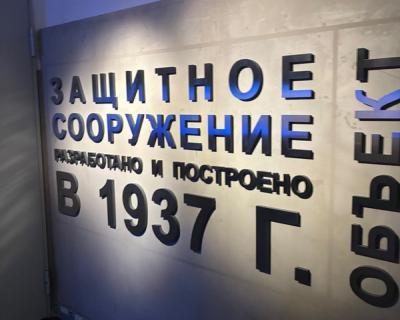 ЗАЩИТНОЕ
СООРУЖЕНИЕ
РАЗРАБОТАНО И ПОСТРОЕНО
В 1937 Г.
ОБЪЕКТ